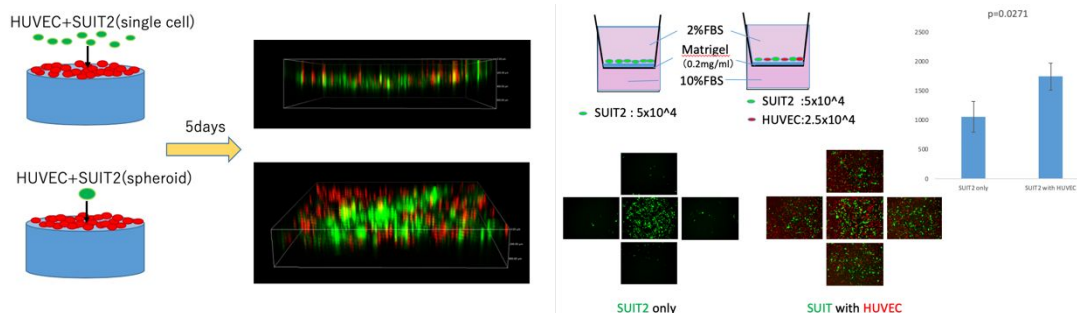 HUVEC+SUIT2(single cell)
5days
HUVEC+SUIT2(spheroid)
2%FBS
Matrigel
(0.2mg/ml)
10%FBS
SUIT2 : 5x10^4
SUIT2 :5x10^4
HUVEC:2.5x10^4
SUIT2 only
SUIT with HUVEC
p=0.0271
2500
2000
1500
1000
500
0
SUIT2 only
SUIT2 with HUVEC